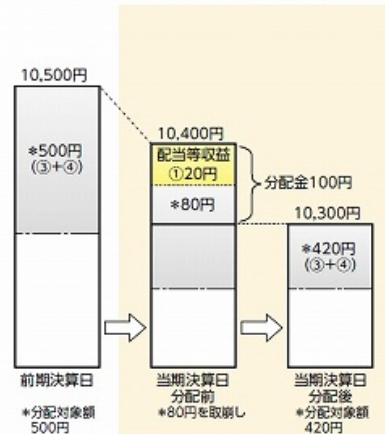 10,500円
*500円
(③+④)
10,400円
配当等収益
①20円
*80円
分配金100円
10,300円
*420円
(③+④)
前期決算日
*分配対象額
500円
当期決算日
分配前
*80円を取崩し
当期決算日
分配後
*分配対象額
420円